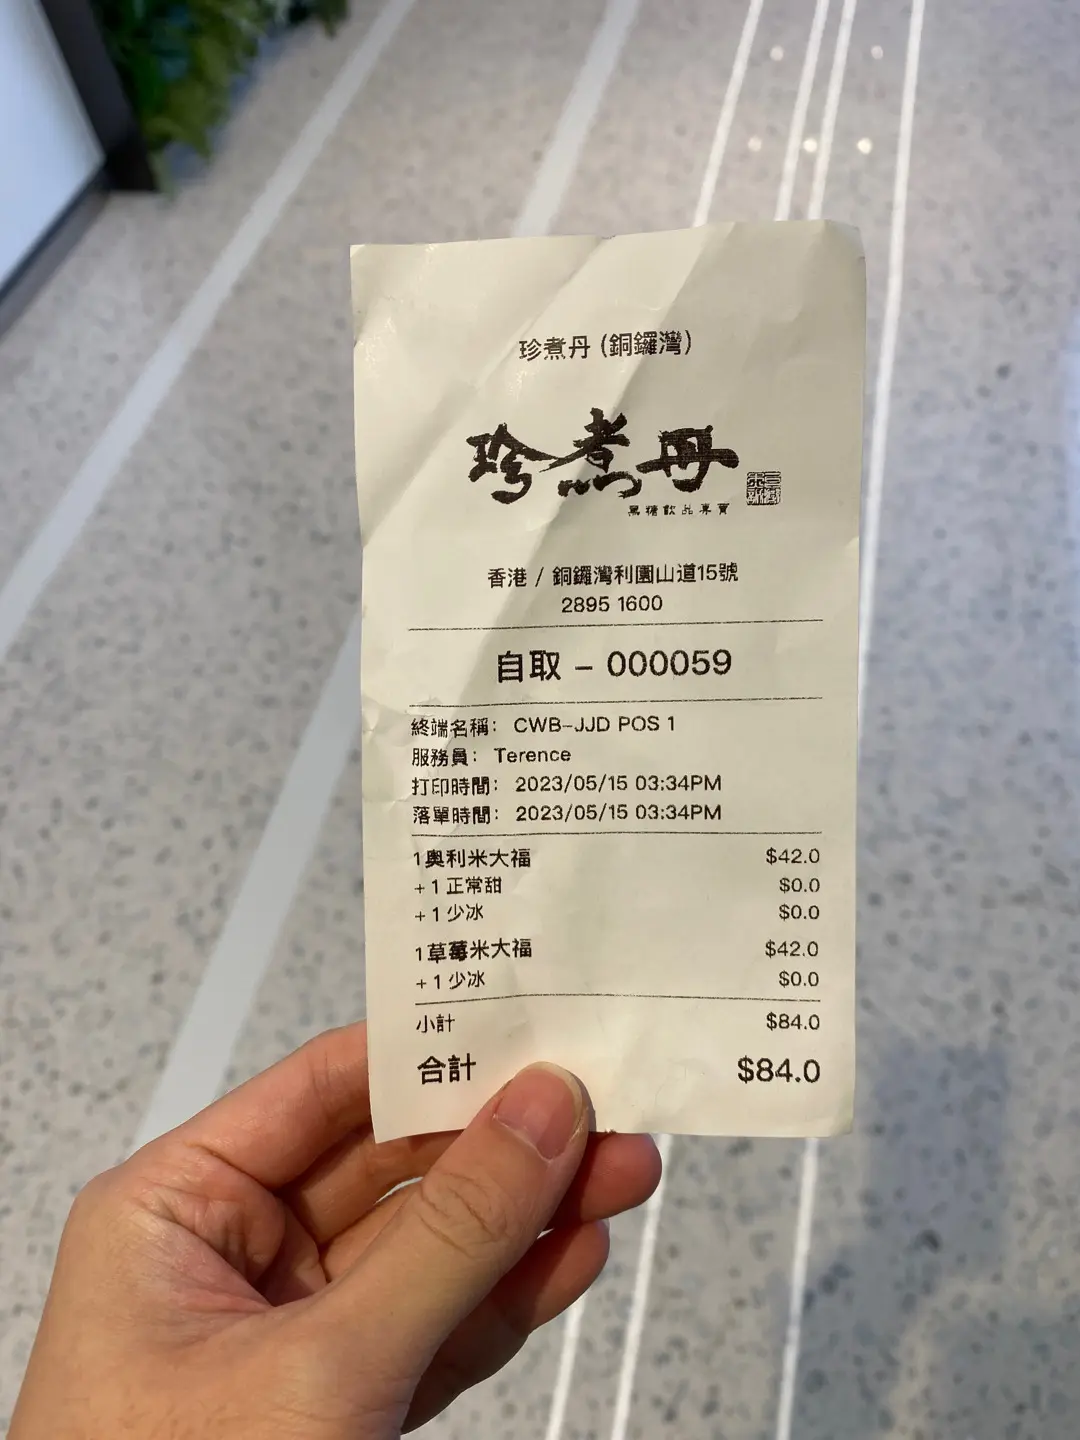 珍煮丹 (銅鑼灣)
珍煮丹
黑糖飲品專賣
香港 / 銅鑼灣利園山道15號
2895 1600
自取 – 000059
終端名稱： CWB-JJD POS 1
服務員： Terence
打印時間： 2023/05/15 03:34PM
落單時間： 2023/05/15 03:34PM
1 奧利米大福 $42.0
+ 1 正常甜 $0.0
+ 1 少冰 $0.0
1 草莓米大福 $42.0
+ 1 少冰 $0.0
小計 $84.0
合計 $84.0